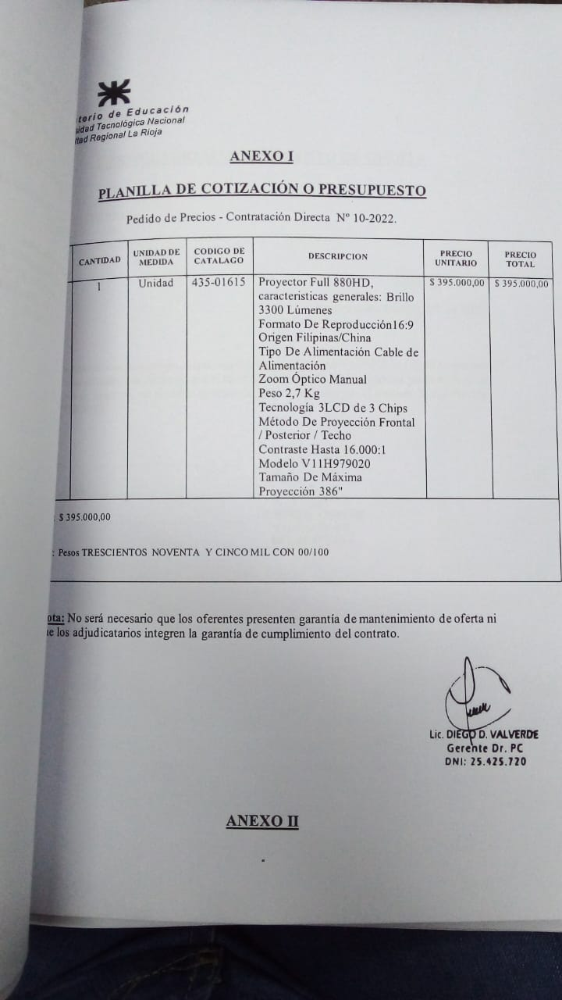 terio de Educación
sidad Tecnológica Nacional
ltad Regional La Rioja
ANEXO I
PLANILLA DE COTIZACIÓN O PRESUPUESTO
Pedido de Precios - Contratación Directa Nº 10-2022.
CANTIDAD
UNIDAD DE MEDIDA
CODIGO DE CATALAGO
DESCRIPCION
PRECIO UNITARIO
PRECIO TOTAL
1
Unidad
435-01615
Proyector Full 880HD,
caracteristicas generales: Brillo
3300 Lúmenes
Formato De Reproducción16:9
Origen Filipinas/China
Tipo De Alimentación Cable de
Alimentación
Zoom Óptico Manual
Peso 2,7 Kg
Tecnología 3LCD de 3 Chips
Método De Proyección Frontal
/ Posterior / Techo
Contraste Hasta 16.000:1
Modelo V11H979020
Tamaño De Máxima
Proyección 386"
$ 395.000,00
$ 395.000,00
$ 395.000,00
: Pesos TRESCIENTOS NOVENTA Y CINCO MIL CON 00/100
ota: No será necesario que los oferentes presenten garantía de mantenimiento de oferta ni
ue los adjudicatarios integren la garantía de cumplimiento del contrato.
Lic. DIEGO D. VALVERDE
Gerente Dr. PC
DNI: 25.425.720
ANEXO II